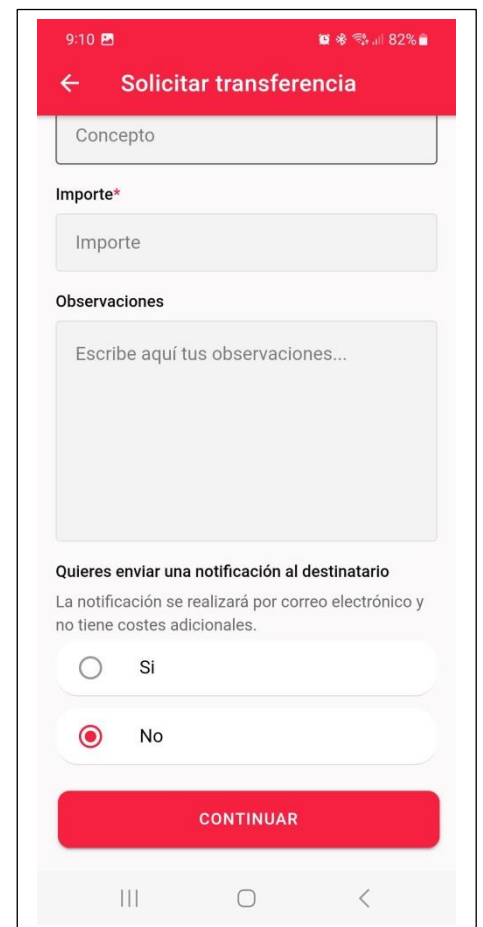 9:10 82%
Solicitar transferencia
Concepto
Importe*
Importe
Observaciones
Escribe aquí tus observaciones...
Quieres enviar una notificación al destinatario
La notificación se realizará por correo electrónico y
no tiene costes adicionales.
Si
No
CONTINUAR